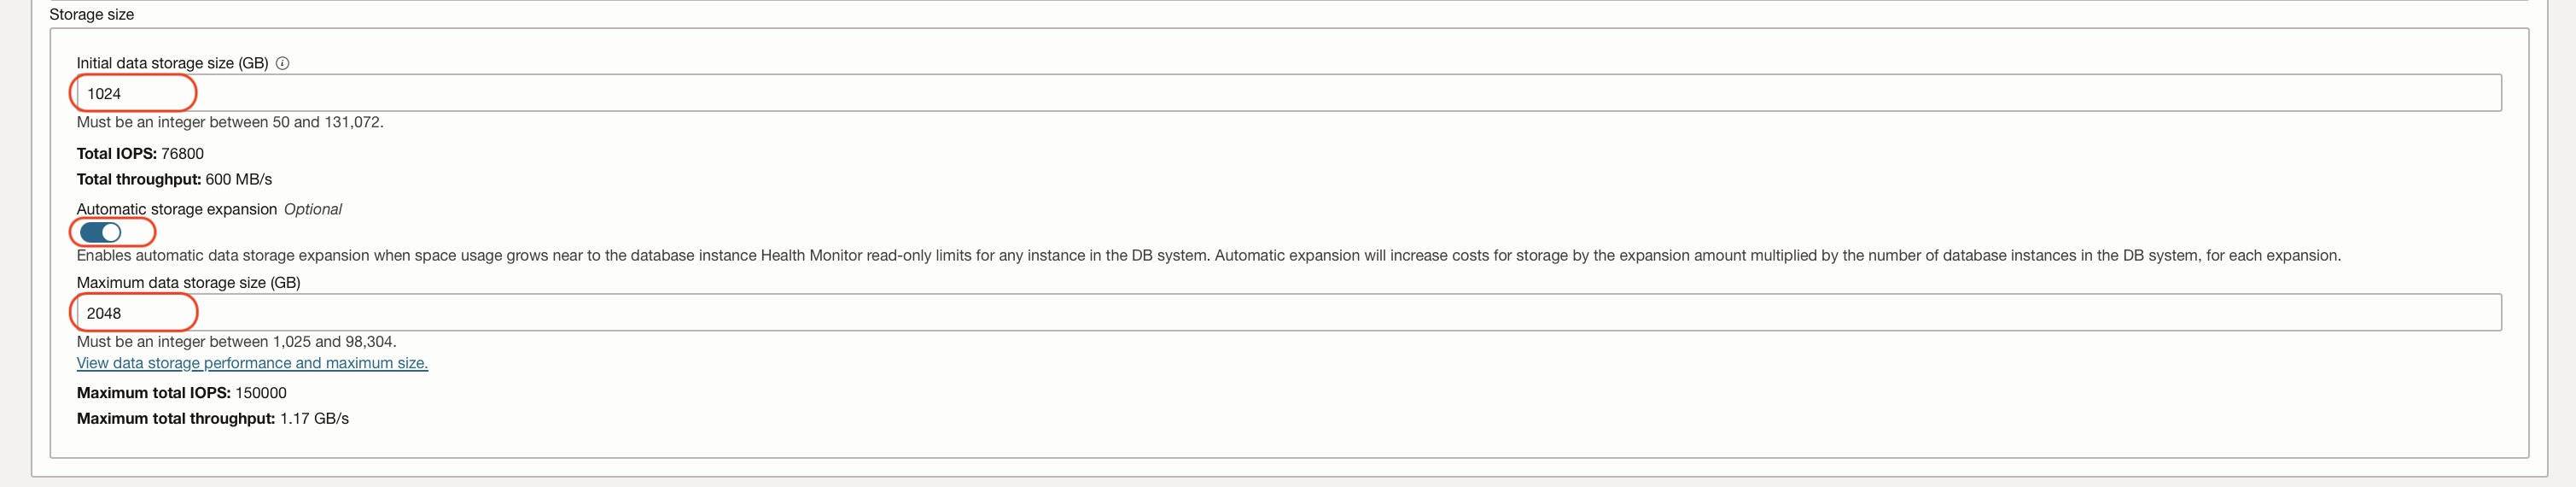 Storage size
Initial data storage size (GB)
1024
Must be an integer between 50 and 131,072.
Total IOPS: 76800
Total throughput: 600 MB/s
Automatic storage expansion Optional
Enables automatic data storage expansion when space usage grows near to the database instance Health Monitor read-only limits for any instance in the DB system. Automatic expansion will increase costs for storage by the expansion amount multiplied by the number of database instances in the DB system, for each expansion.
Maximum data storage size (GB)
2048
Must be an integer between 1,025 and 98,304.
View data storage performance and maximum size.
Maximum total IOPS: 150000
Maximum total throughput: 1.17 GB/s